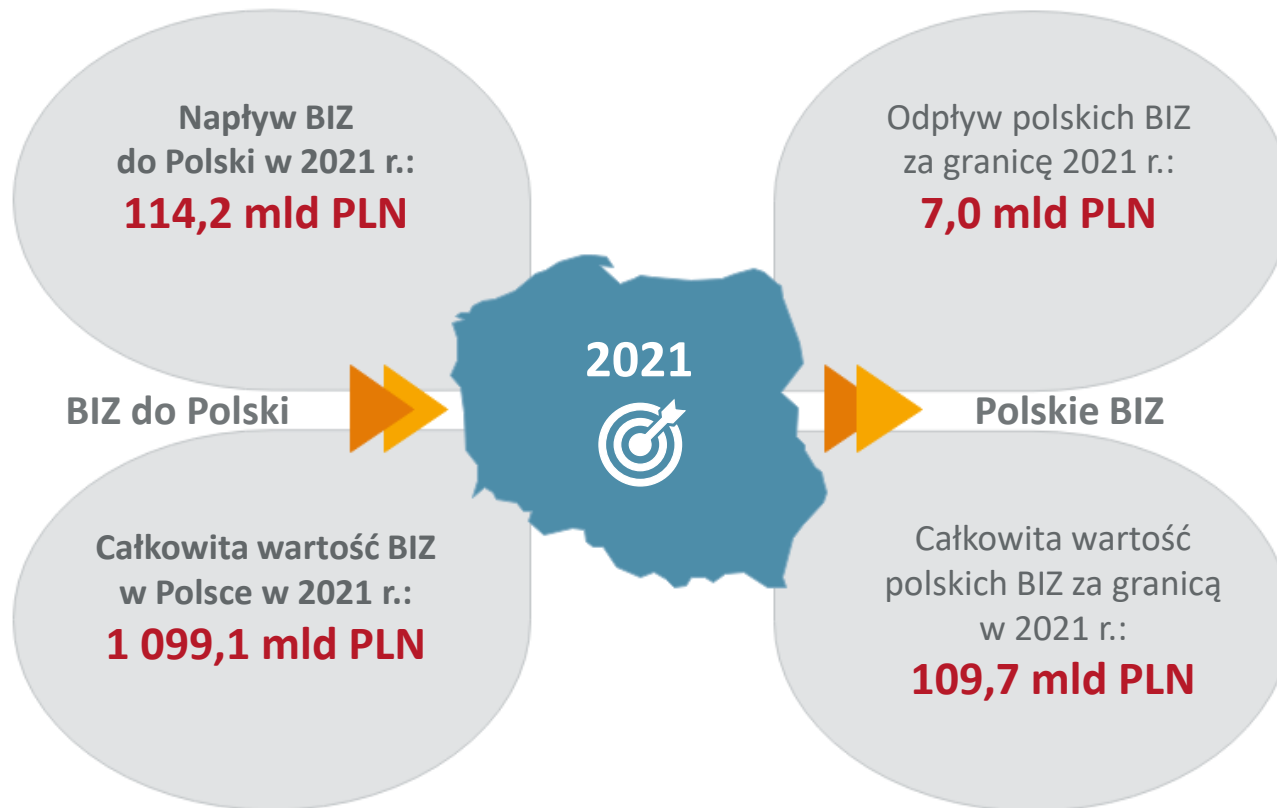 Napływ BIZ
do Polski w 2021 r.:
114,2 mld PLN
Odpływ polskich BIZ
za granicę 2021 r.:
7,0 mld PLN
2021
BIZ do Polski
Polskie BIZ
Całkowita wartość BIZ
w Polsce w 2021 r.:
1 099,1 mld PLN
Całkowita wartość
polskich BIZ za granicą
w 2021 r.:
109,7 mld PLN